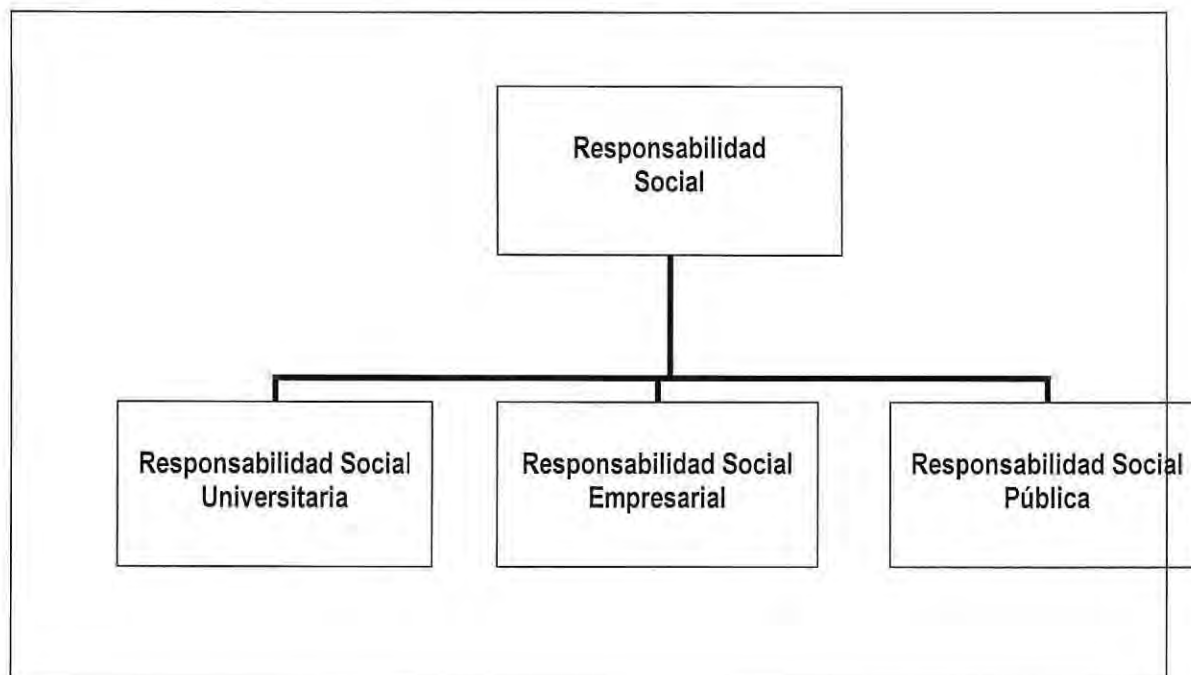 Responsabilidad
Social
Responsabilidad Social
Universitaria
Responsabilidad Social
Empresarial
Responsabilidad Social
Pública